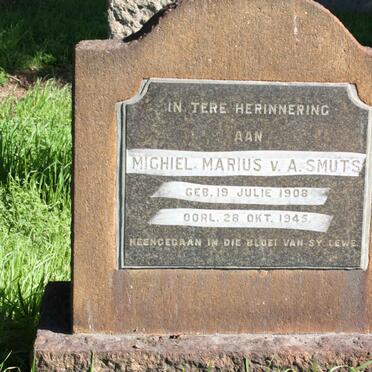 IN TERE HERINNERING
AAN
MICHIEL MARIUS V. A. SMUTS
GEB. 19 JULIE 1908
OORL. 28 OKT. 1945.
HEENGEGAAN IN DIE BLOEI VAN SY LEWE.